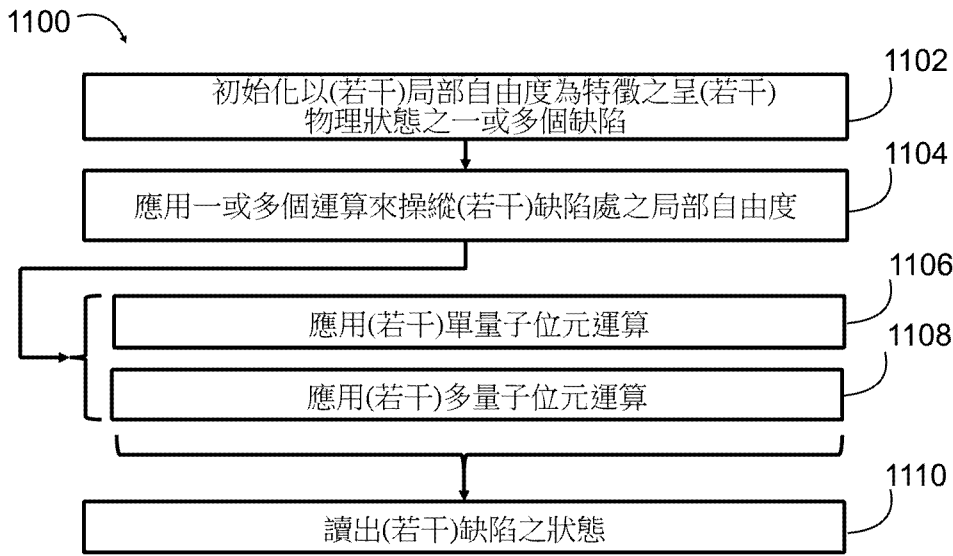 1100
1102
初始化以(若干)局部自由度為特徵之呈(若干)
物理狀態之一或多個缺陷
1104
應用一或多個運算來操縱(若干)缺陷處之局部自由度
1106
應用(若干)單量子位元運算
1108
應用(若干)多量子位元運算
1110
讀出(若干)缺陷之狀態